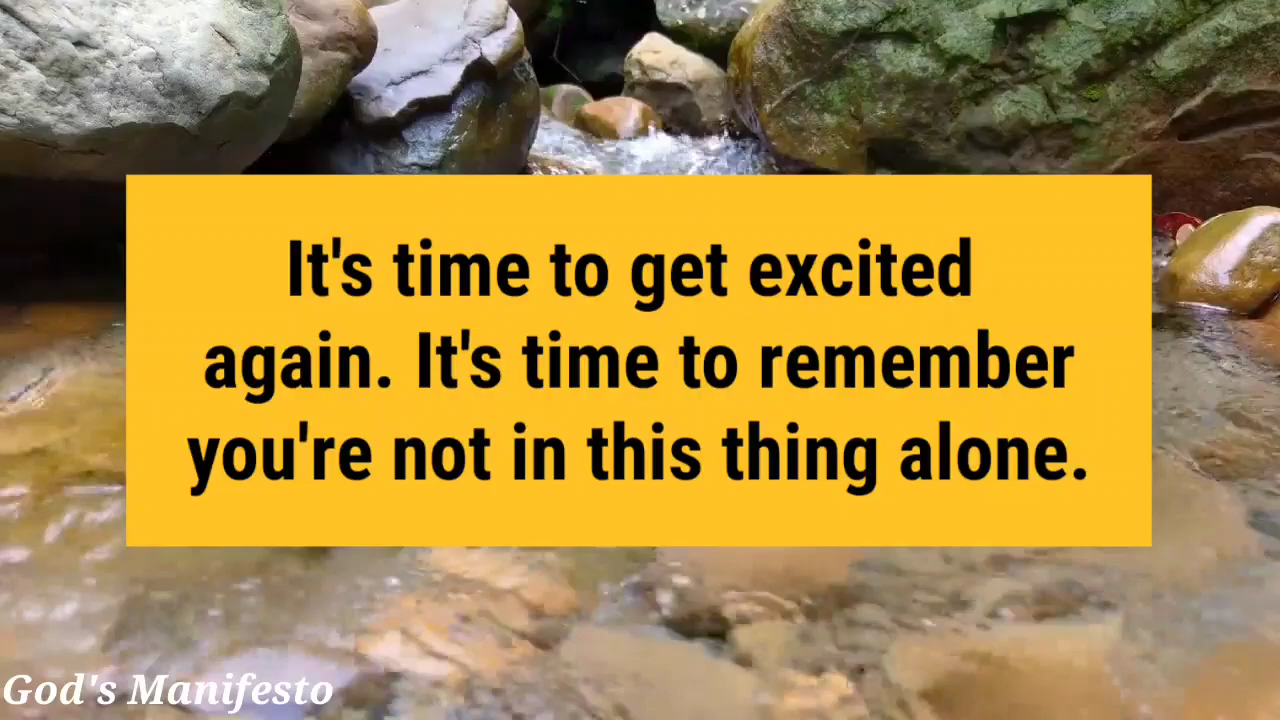 It's time to get excited
again. It's time to remember
you're not in this thing alone.
God's Manifesto